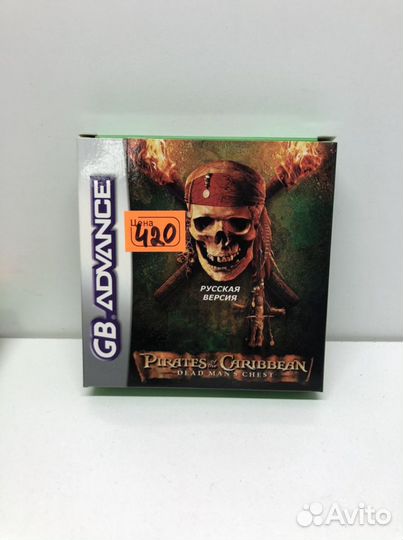 GB ADVANCE
Цена
420
РУССКАЯ
ВЕРСИЯ
PIRATES OF THE CARIBBEAN
DEAD MAN'S CHEST
Avito